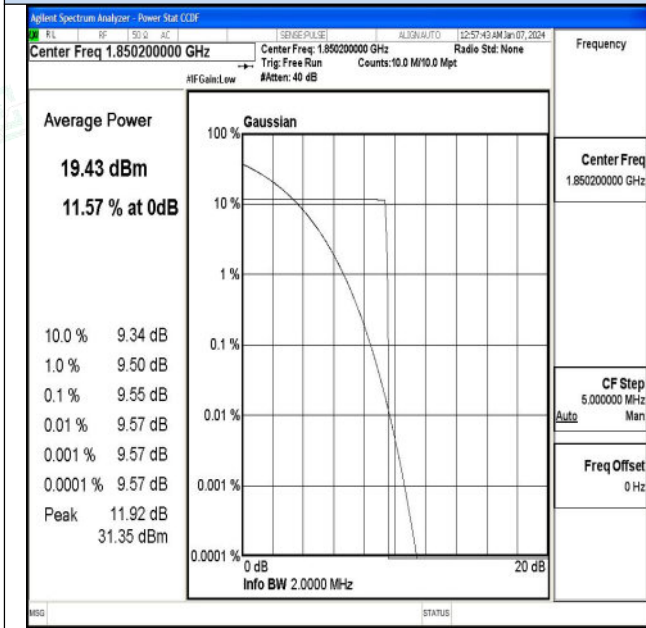 Agilent Spectrum Analyzer - Power Stat CCDF
RL RF 50 Ω AC SENSE:PULSE ALIGNAUTO 12:57:43 AM Jan 07, 2024
Center Freq 1.850200000 GHz
Center Freq: 1.850200000 GHz Radio Std: None
Trig: Free Run Counts:10.0 M/10.0 Mpt
#IFGain:Low #Atten: 40 dB
Frequency
Average Power
19.43 dBm
11.57 % at 0dB
10.0 % 9.34 dB
1.0 % 9.50 dB
0.1 % 9.55 dB
0.01 % 9.57 dB
0.001 % 9.57 dB
0.0001 % 9.57 dB
Peak 11.92 dB
31.35 dBm
Gaussian
100 %
10 %
1 %
0.1 %
0.01 %
0.001 %
0.0001 %
0 dB 20 dB
Info BW 2.0000 MHz
Center Freq
1.850200000 GHz
CF Step
5.000000 MHz
Auto Man
Freq Offset
0 Hz
MSG STATUS